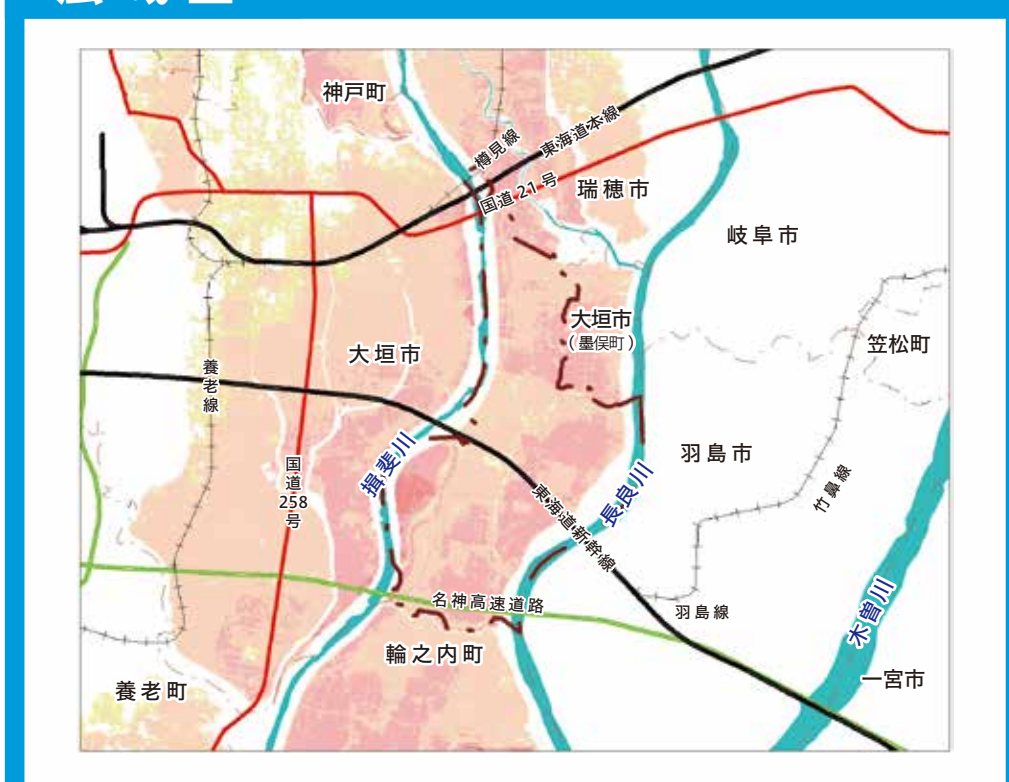 神戸町
樽見線
東海道本線
国道21号
瑞穂市
岐阜市
大垣市
(墨俣町)
笠松町
大垣市
養老線
揖斐川
国道258号
羽島市
長良川
竹鼻線
東海道新幹線
名神高速道路
羽島線
木曽川
輪之内町
養老町
一宮市